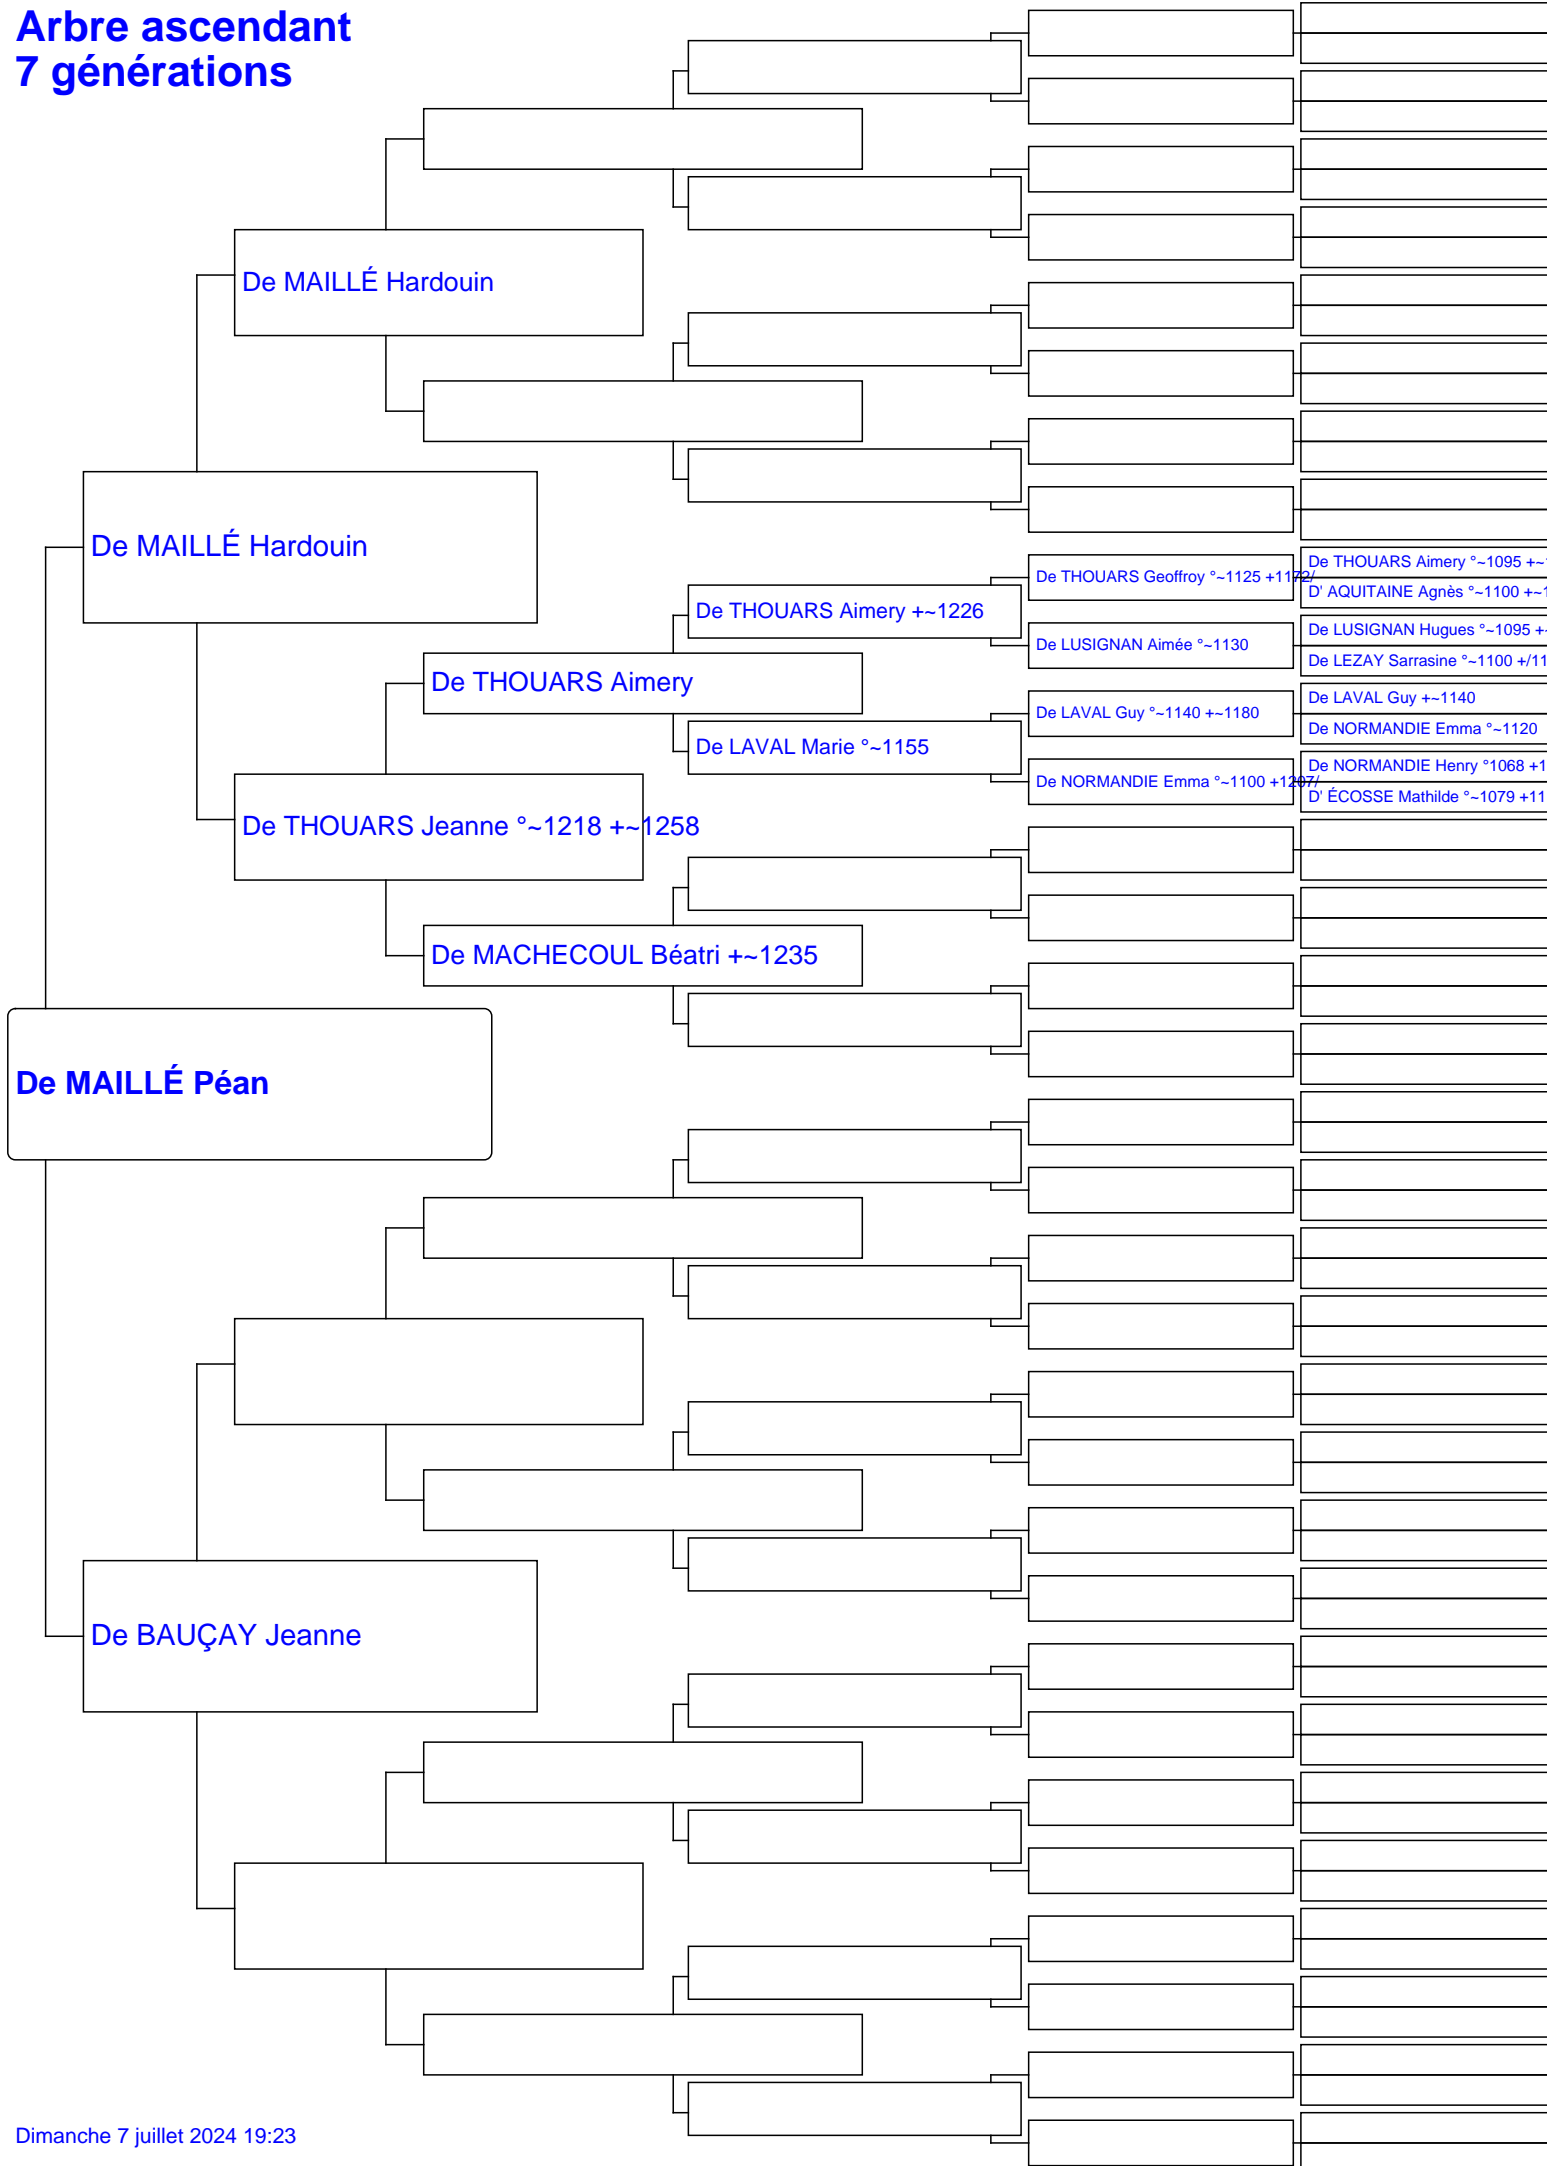 Arbre ascendant
7 générations
De MAILLÉ Hardouin
De MAILLÉ Hardouin
De THOUARS Geoffroy °~1125 +1172/
De THOUARS Aimery °~1095 +~
D' AQUITAINE Agnès °~1100 +~
De THOUARS Aimery +~1226
De LUSIGNAN Aimée °~1130
De LUSIGNAN Hugues °~1095 +
De LEZAY Sarrasine °~1100 +/11
De THOUARS Aimery
De LAVAL Guy °~1140 +~1180
De LAVAL Guy +~1140
De NORMANDIE Emma °~1120
De LAVAL Marie °~1155
De NORMANDIE Emma °~1100 +1207/
De NORMANDIE Henry °1068 +1
D' ÉCOSSE Mathilde °~1079 +11
De THOUARS Jeanne °~1218 +~1258
De MACHECOUL Béatri +~1235
De MAILLÉ Péan
De BAUÇAY Jeanne
Dimanche 7 juillet 2024 19:23